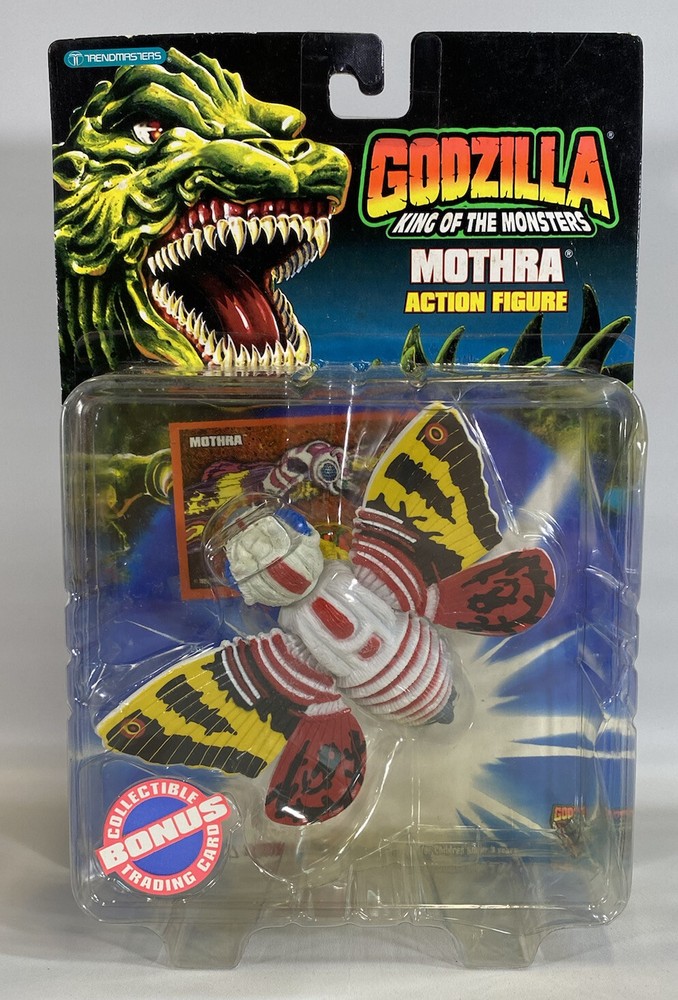 TRENDMASTERS
GODZILLA®
KING OF THE MONSTERS
MOTHRA®
ACTION FIGURE
MOTHRA
COLLECTIBLE
BONUS
TRADING CARD